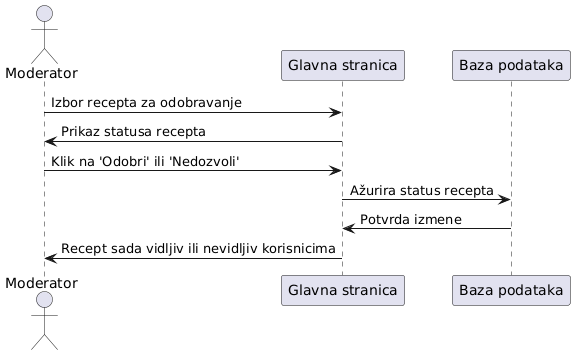 Moderator
Glavna stranica
Baza podataka
Izbor recepta za odobravanje
Prikaz statusa recepta
Klik na 'Odobri' ili 'Nedozvoli'
Ažurira status recepta
Potvrda izmene
Recept sada vidljiv ili nevidljiv korisnicima
Moderator
Glavna stranica
Baza podataka